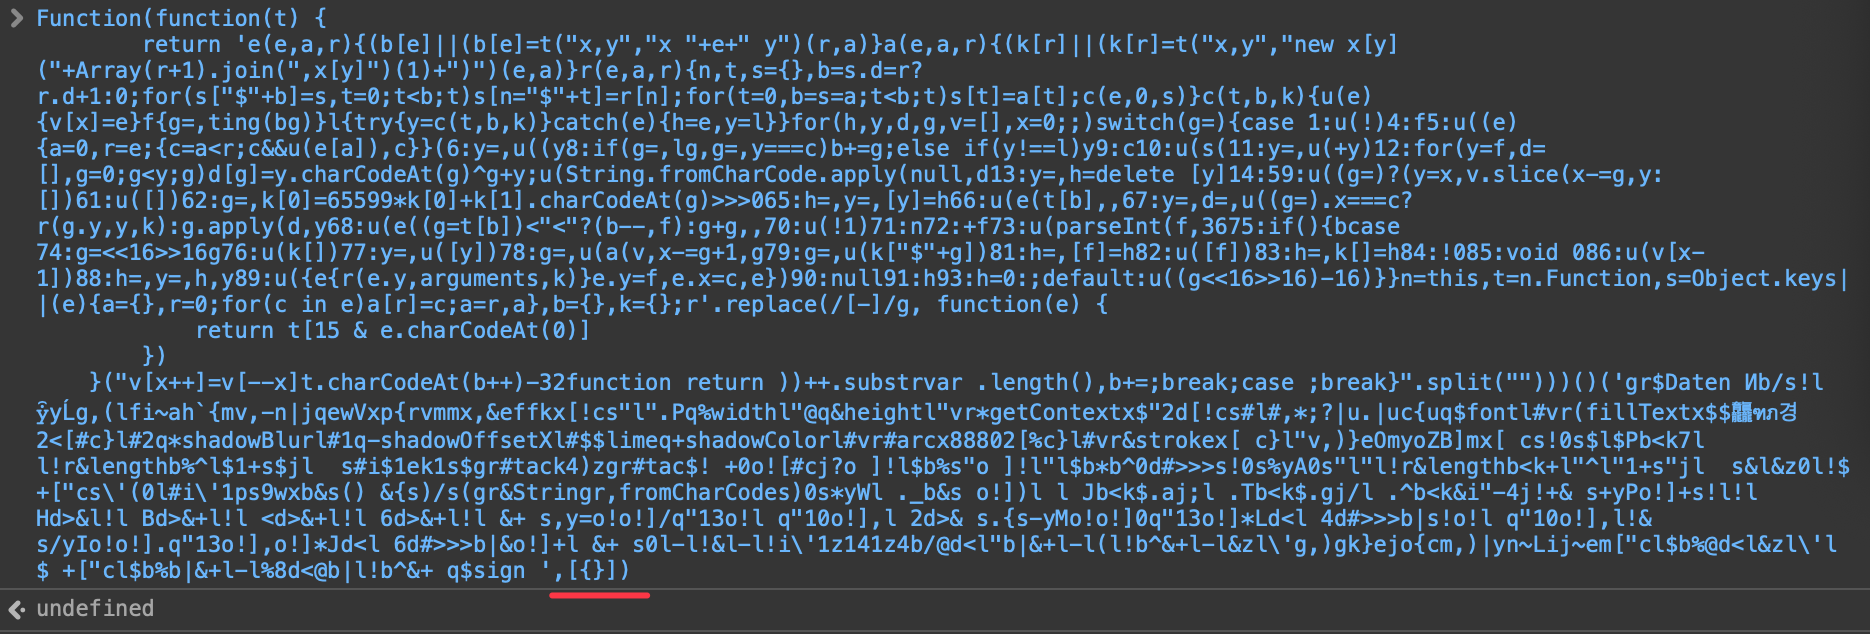 Function(function(t) {
return 'e(e,a,r){(b[e]||(b[e]=t("x,y","x "+e+" y")(r,a)}a(e,a,r){(k[r]||(k[r]=t("x,y","new x[y]
("+Array(r+1).join(",x[y]")(1)+")")(e,a)}r(e,a,r){n,t,s={},b=s.d=r?
r.d+1:0;for(s["$"+b]=s,t=0;t<b;t)s[n="$"+t]=r[n];for(t=0,b=s=a;t<b;t)s[t]=a[t];c(e,0,s)}c(t,b,k){u(e)
{v[x]=e}f{g=,ting(bg)}l{try{y=c(t,b,k)}catch(e){h=e,y=l}}for(h,y,d,g,v=[],x=0;;)switch(g=){case 1:u(!)4:f5:u((e)
{a=0,r=e;{c=a<r;c&&u(e[a]),c}}(6:y=,u((y8:if(g=,lg,g=,y===c)b+=g;else if(y!==l)y9:c10:u(s(11:y=,u(+y)12:for(y=f,d=
[],g=0;g<y;g)d[g]=y.charCodeAt(g)^g+y;u(String.fromCharCode.apply(null,d13:y=,h=delete [y]14:59:u((g=)?(y=x,v.slice(x-=g,y:
[])61:u([])62:g=,k[0]=65599*k[0]+k[1].charCodeAt(g)>>>065:h=,y=,[y]=h66:u(e(t[b],,67:y=,d=,u((g=).x===c?
r(g.y,y,k):g.apply(d,y68:u(e((g=t[b])<"<"?(b--,f):g+g,,70:u(!1)71:n72:+f73:u(parseInt(f,3675:if(){bcase
74:g=<<16>>16g76:u(k[])77:y=,u([y])78:g=,u(a(v,x-=g+1,g79:g=,u(k["$"+g])81:h=,[f]=h82:u([f])83:h=,k[]=h84:!085:void 086:u(v[x-
1])88:h=,y=,h,y89:u({e{r(e.y,arguments,k)}e.y=f,e.x=c,e})90:null91:h93:h=0:;default:u((g<<16>>16)-16)}}n=this,t=n.Function,s=Object.keys|
|(e){a={},r=0;for(c in e)a[r]=c;a=r,a},b={},k={};r'.replace(/[-]/g, function(e) {
return t[15 & e.charCodeAt(0)]
})
}("v[x++]=v[--x]t.charCodeAt(b++)-32function return ))++.substrvar .length(),b+=;break;case ;break}".split("")))()('gr$Daten Иb/s!l
y̆yĹg,(lfi~ah`{mv,-n|jqewVxp{rvmmx,&effkx[!cs"l".Pq%widthl"@q&heightl"vr*getContextx$"2d[!cs#l#,*;?|u.|uc{uq$fontl#vr(fillTextx$$龘ฑภ경
2<[#c}l#2q*shadowBlurl#1q-shadowOffsetXl#$$limeq+shadowColorl#vr#arcx88802[%c}l#vr&strokex[ c}l"v,)}eOmyoZB]mx[ cs!0s$l$Pb<k7l
l!r&lengthb%^l$1+s$jl  s#i$1ek1s$gr#tack4)zgr#tac$! +0o![#cj?o ]!l$b%s"o ]!l"l$b*b^0d#>>>s!0s%yA0s"l"l!r&lengthb<k+l"^l"1+s"jl  s&l&z0l!$
+["cs\'(0l#i\'1ps9wxb&s() &{s)/s(gr&Stringr,fromCharCodes)0s*yWl ._b&s o!])l l Jb<k$.aj;l .Tb<k$.gj/l .^b<k&i"-4j!+& s+yPo!]+s!l!l
Hd>&l!l Bd>&+l!l <d>&+l!l 6d>&+l!l &+ s,y=o!o!]/q"13o!l q"10o!],l 2d>& s.{s-yMo!o!]0q"13o!]*Ld<l 4d#>>>b|s!o!l q"10o!],l!&
s/yIo!o!].q"13o!],o!]*Jd<l 6d#>>>b|&o!]+l &+ s0l-l!&l-l!i\'1z141z4b/@d<l"b|&+l-l(l!b^&+l-l&zl\'g,)gk}ejo{cm,)|yn~Lij~em["cl$b%@d<l&zl\'l
$ +["cl$b%b|&+l-l%8d<@b|l!b^&+ q$sign ',[{}])
undefined